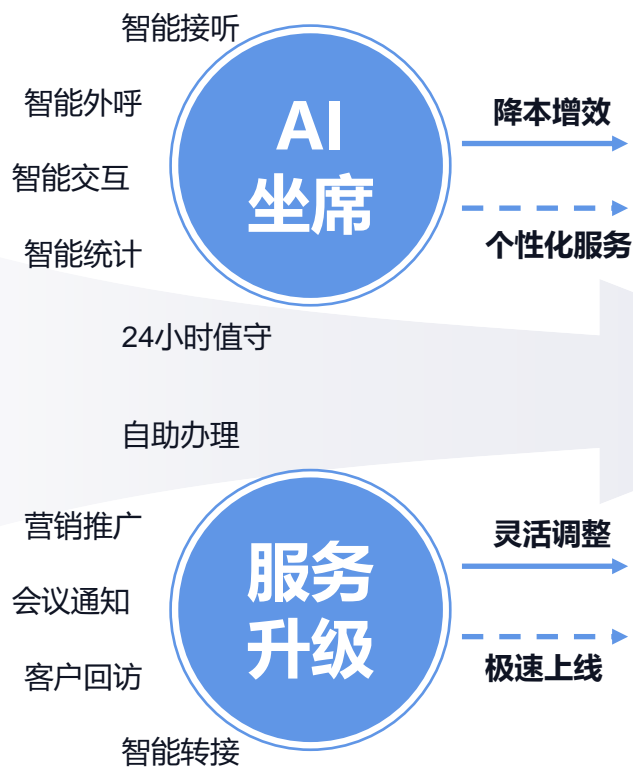 智能接听
智能外呼
智能交互
智能统计
24小时值守
AI
坐席
降本增效
个性化服务
自助办理
营销推广
会议通知
客户回访
智能转接
服务
升级
灵活调整
极速上线